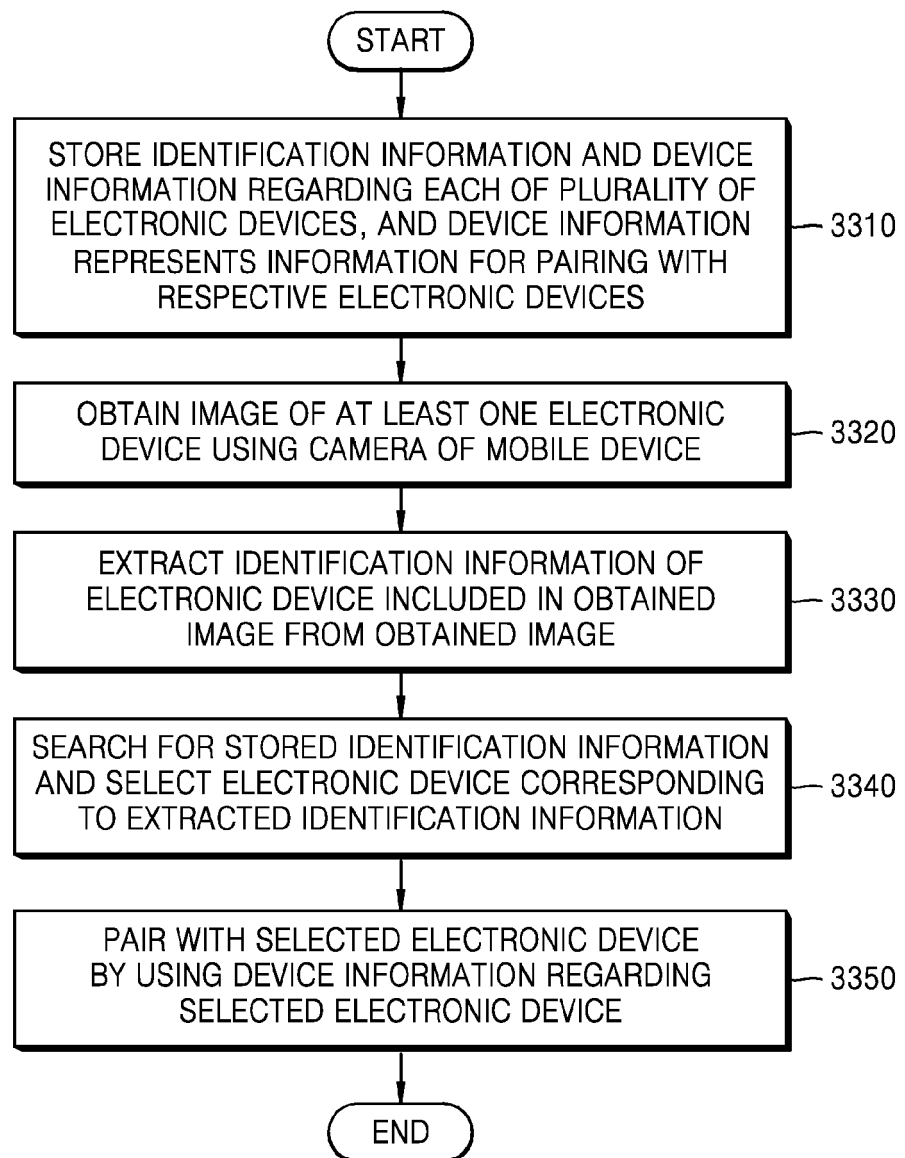 START
STORE IDENTIFICATION INFORMATION AND DEVICE
INFORMATION REGARDING EACH OF PLURALITY OF
ELECTRONIC DEVICES, AND DEVICE INFORMATION
REPRESENTS INFORMATION FOR PAIRING WITH
RESPECTIVE ELECTRONIC DEVICES
3310
OBTAIN IMAGE OF AT LEAST ONE ELECTRONIC
DEVICE USING CAMERA OF MOBILE DEVICE
3320
EXTRACT IDENTIFICATION INFORMATION OF
ELECTRONIC DEVICE INCLUDED IN OBTAINED
IMAGE FROM OBTAINED IMAGE
3330
SEARCH FOR STORED IDENTIFICATION INFORMATION
AND SELECT ELECTRONIC DEVICE CORRESPONDING
TO EXTRACTED IDENTIFICATION INFORMATION
3340
PAIR WITH SELECTED ELECTRONIC DEVICE
BY USING DEVICE INFORMATION REGARDING
SELECTED ELECTRONIC DEVICE
3350
END